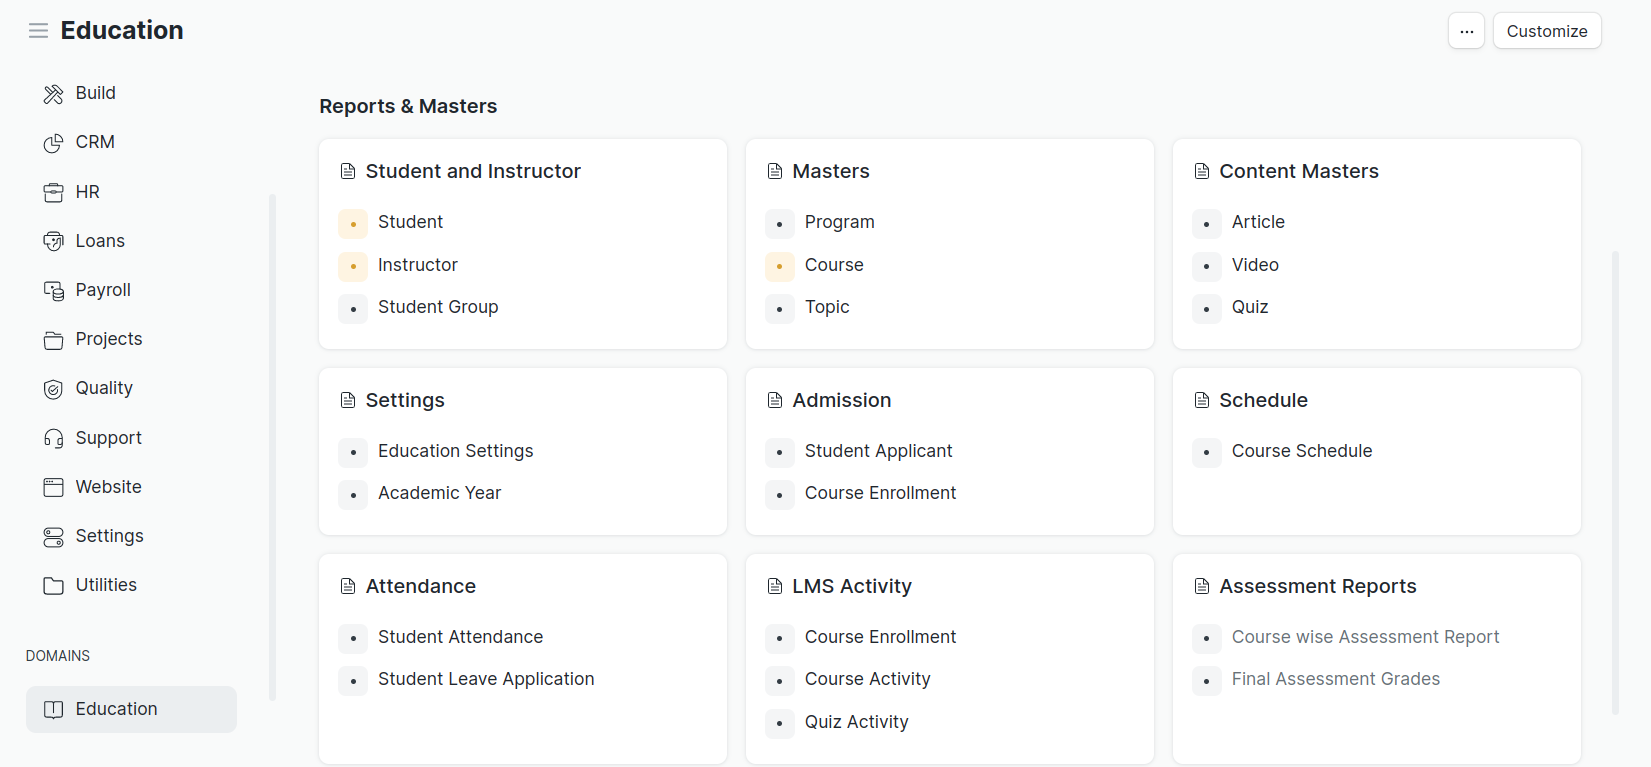 Education
...
Customize
Build
CRM
HR
Loans
Payroll
Projects
Quality
Support
Website
Settings
Utilities
DOMAINS
Education
Reports & Masters
Student and Instructor
Student
Instructor
Student Group
Masters
Program
Course
Topic
Content Masters
Article
Video
Quiz
Settings
Education Settings
Academic Year
Admission
Student Applicant
Course Enrollment
Schedule
Course Schedule
Attendance
Student Attendance
Student Leave Application
LMS Activity
Course Enrollment
Course Activity
Quiz Activity
Assessment Reports
Course wise Assessment Report
Final Assessment Grades